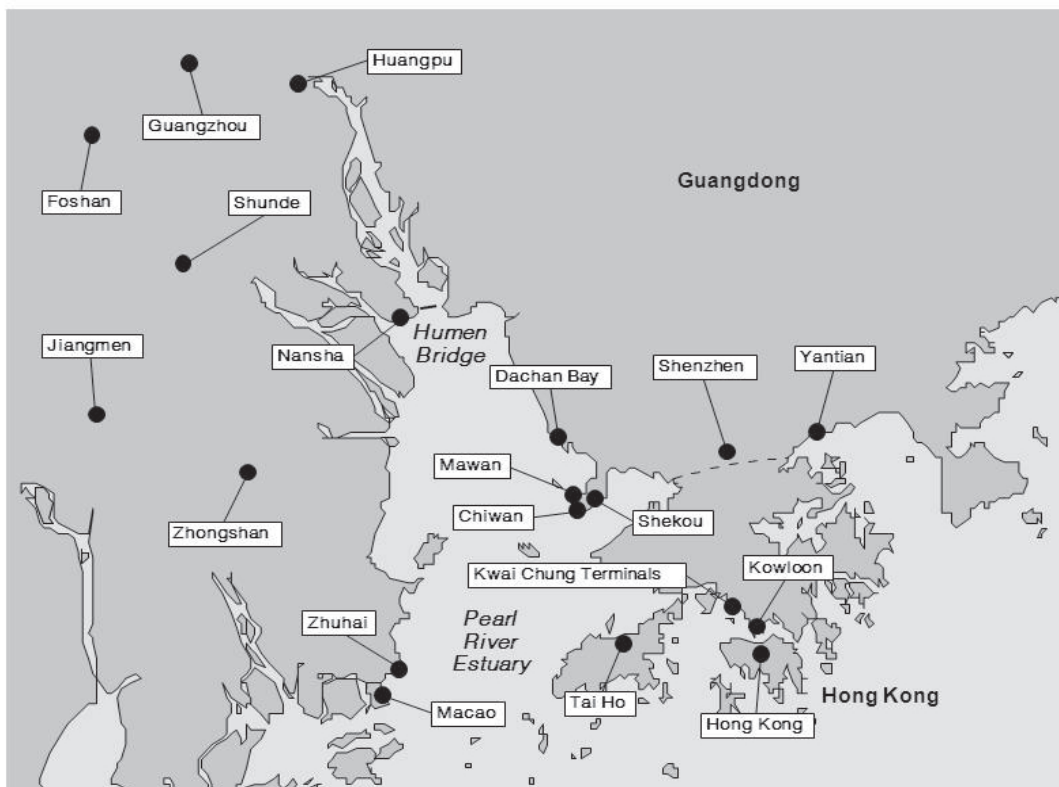 Huangpu
Guangzhou
Guangdong
Foshan
Shunde
Humen
Bridge
Jiangmen
Nansha
Dachan Bay
Shenzhen
Yantian
Mawan
Chiwan
Shekou
Zhongshan
Kwai Chung Terminals
Kowloon
Zhuhai
Pearl
River
Estuary
Macao
Tai Ho
Hong Kong
Hong Kong